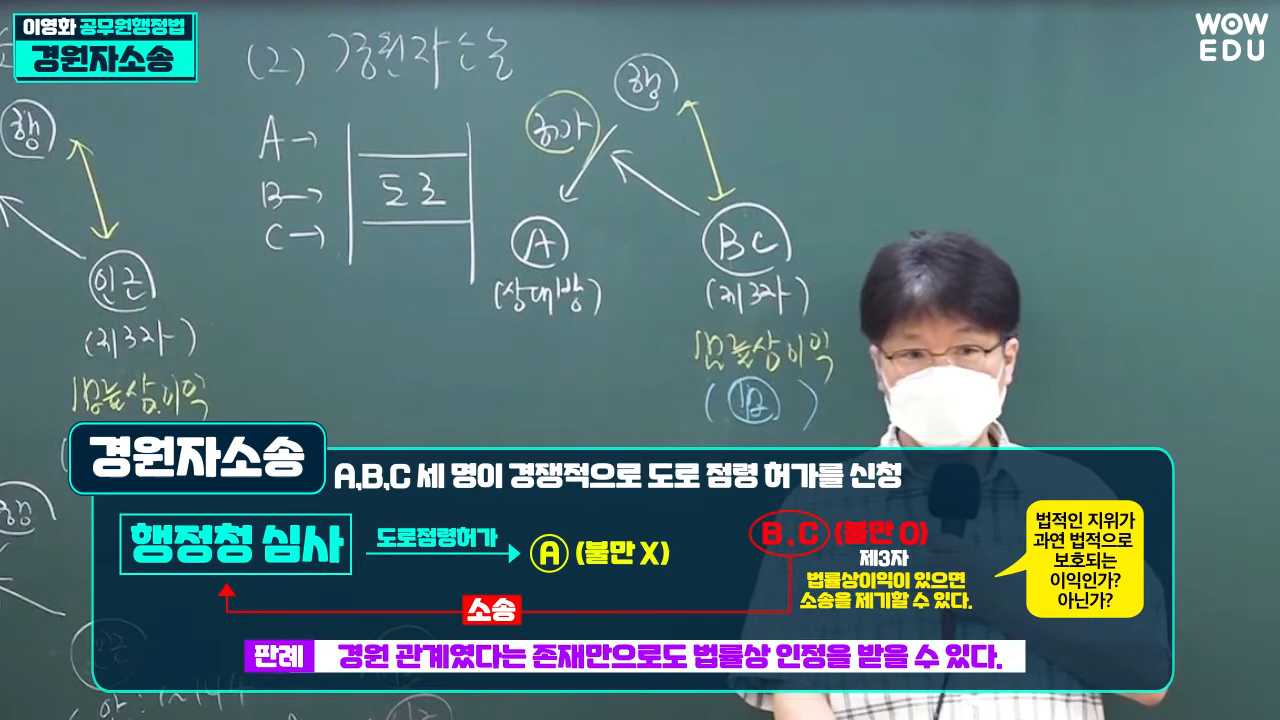 이영화 공무원행정법
경원자소송
WOW
EDU
(2) 경원자소송
행
행
허가
A →
B →
C →
도로
A
(상대방)
BC
(제3자)
법률상이익
인근
(제3자)
법률상이익
경원자소송
A,B,C 세 명이 경쟁적으로 도로 점령 허가를 신청
행정청 심사
도로점령허가
A (불만 X)
B, C (불만 O)
제3자
법률상이익이 있으면
소송을 제기할 수 있다.
법적인 지위가
과연 법적으로
보호되는
이익인가?
아닌가?
소송
판례 경원 관계였다는 존재만으로도 법률상 인정을 받을 수 있다.
행
인근